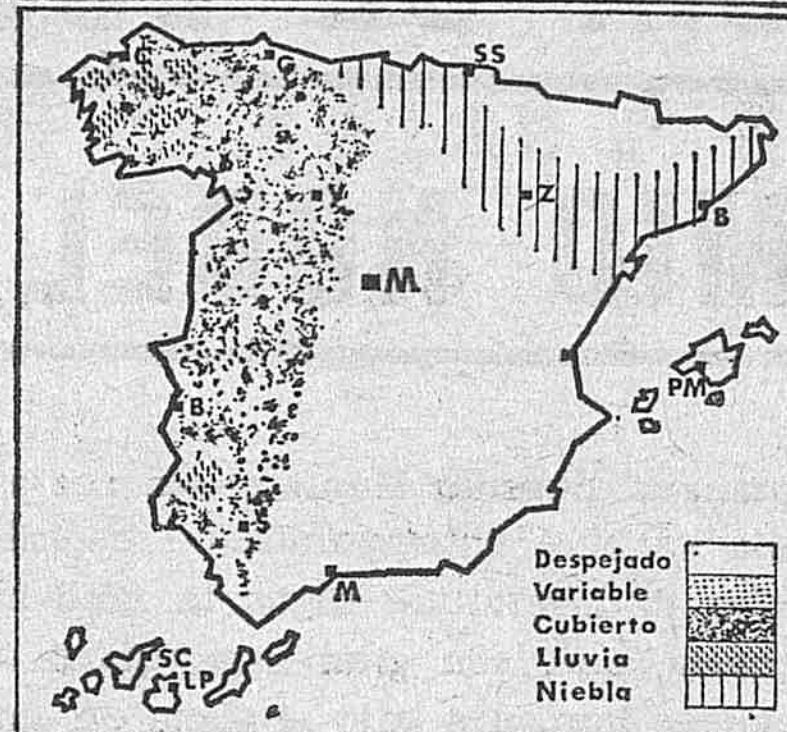 C
G
SS
V
Z
B
M
PM
B
S
M
SC
LP
Despejado
Variable
Cubierto
Lluvia
Niebla